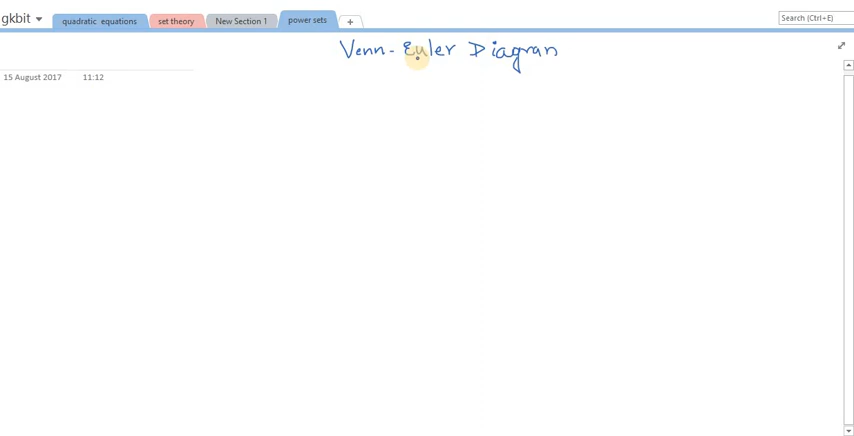 gkbit
quadratic equations
set theory
New Section 1
power sets
+
Search (Ctrl+E)
Venn - Euler Diagran
15 August 2017 11:12